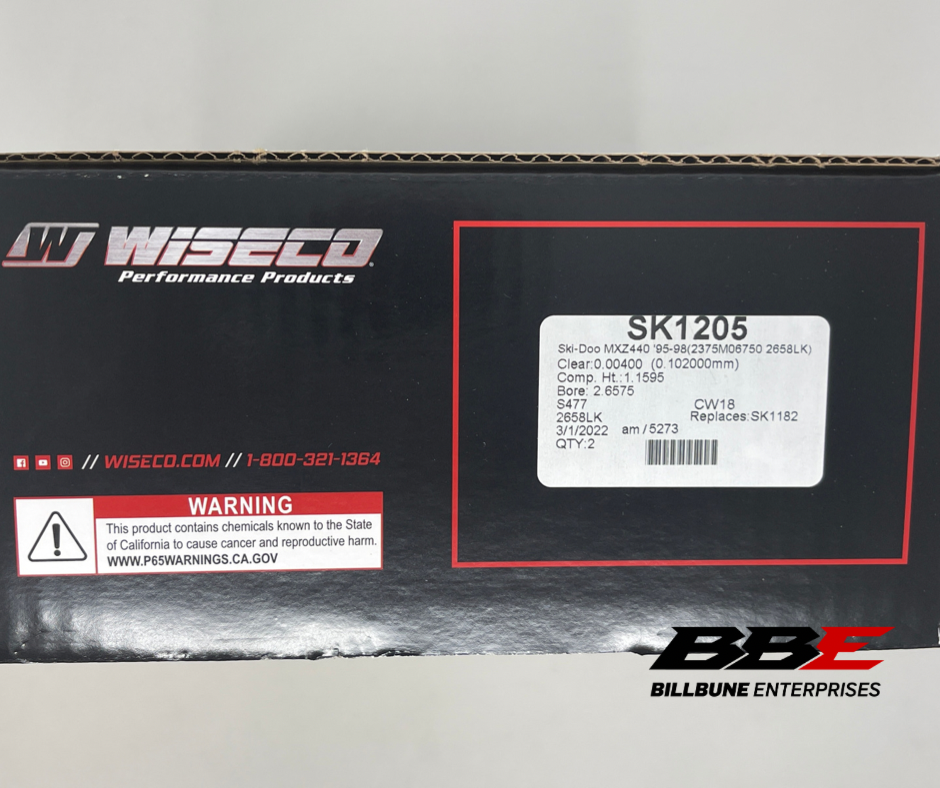 W WISECO
Performance Products
// WISECO.COM // 1-800-321-1364
WARNING
This product contains chemicals known to the State
of California to cause cancer and reproductive harm.
WWW.P65WARNINGS.CA.GOV
SK1205
Ski-Doo MXZ440 '95-98(2375M06750 2658LK)
Clear:0.00400 (0.102000mm)
Comp. Ht.:1.1595
Bore: 2.6575
S477 CW18
2658LK Replaces:SK1182
3/1/2022 am/5273
QTY:2
BBE
BILLBUNE ENTERPRISES